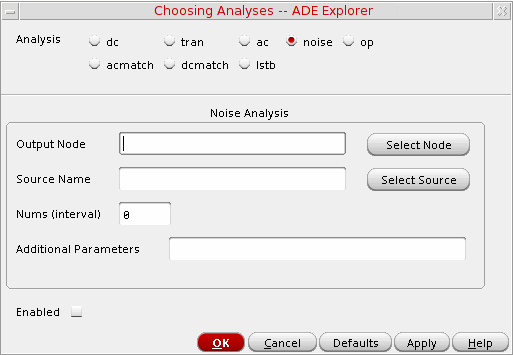 Choosing Analyses -- ADE Explorer
Analysis dc tran ac noise op
acmatch dcmatch lstb
Noise Analysis
Output Node Select Node
Source Name Select Source
Nums (interval) 0
Additional Parameters
Enabled
OK Cancel Defaults Apply Help